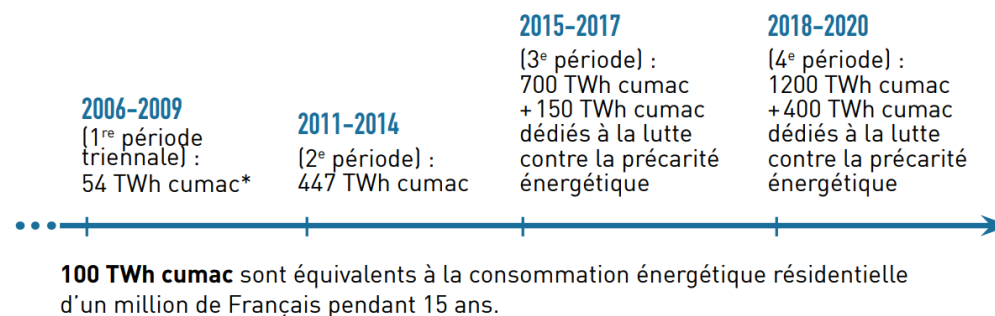 2006-2009
(1re période
triennale) :
54 TWh cumac*
2011-2014
(2e période) :
447 TWh cumac
2015-2017
(3e période) :
700 TWh cumac
+150 TWh cumac
dédiés à la lutte
contre la précarité
énergétique
2018-2020
(4e période) :
1200 TWh cumac
+400 TWh cumac
dédiés à la lutte
contre la précarité
énergétique
100 TWh cumac sont équivalents à la consommation énergétique résidentielle
d'un million de Français pendant 15 ans.